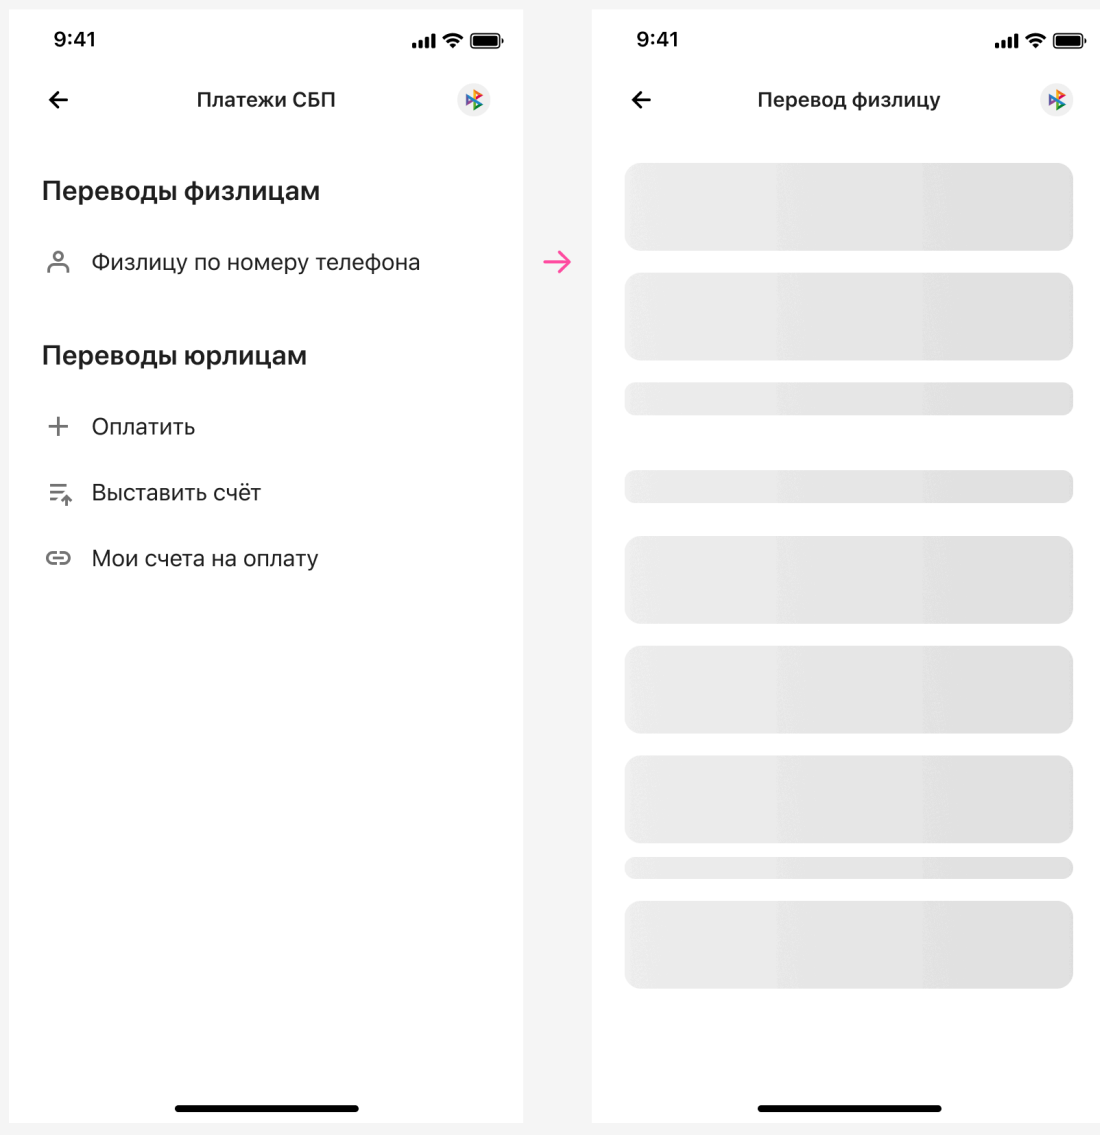 9:41
Платежи СБП
Переводы физлицам
Физлицу по номеру телефона
Переводы юрлицам
Оплатить
Выставить счёт
Мои счета на оплату
9:41
Перевод физлицу